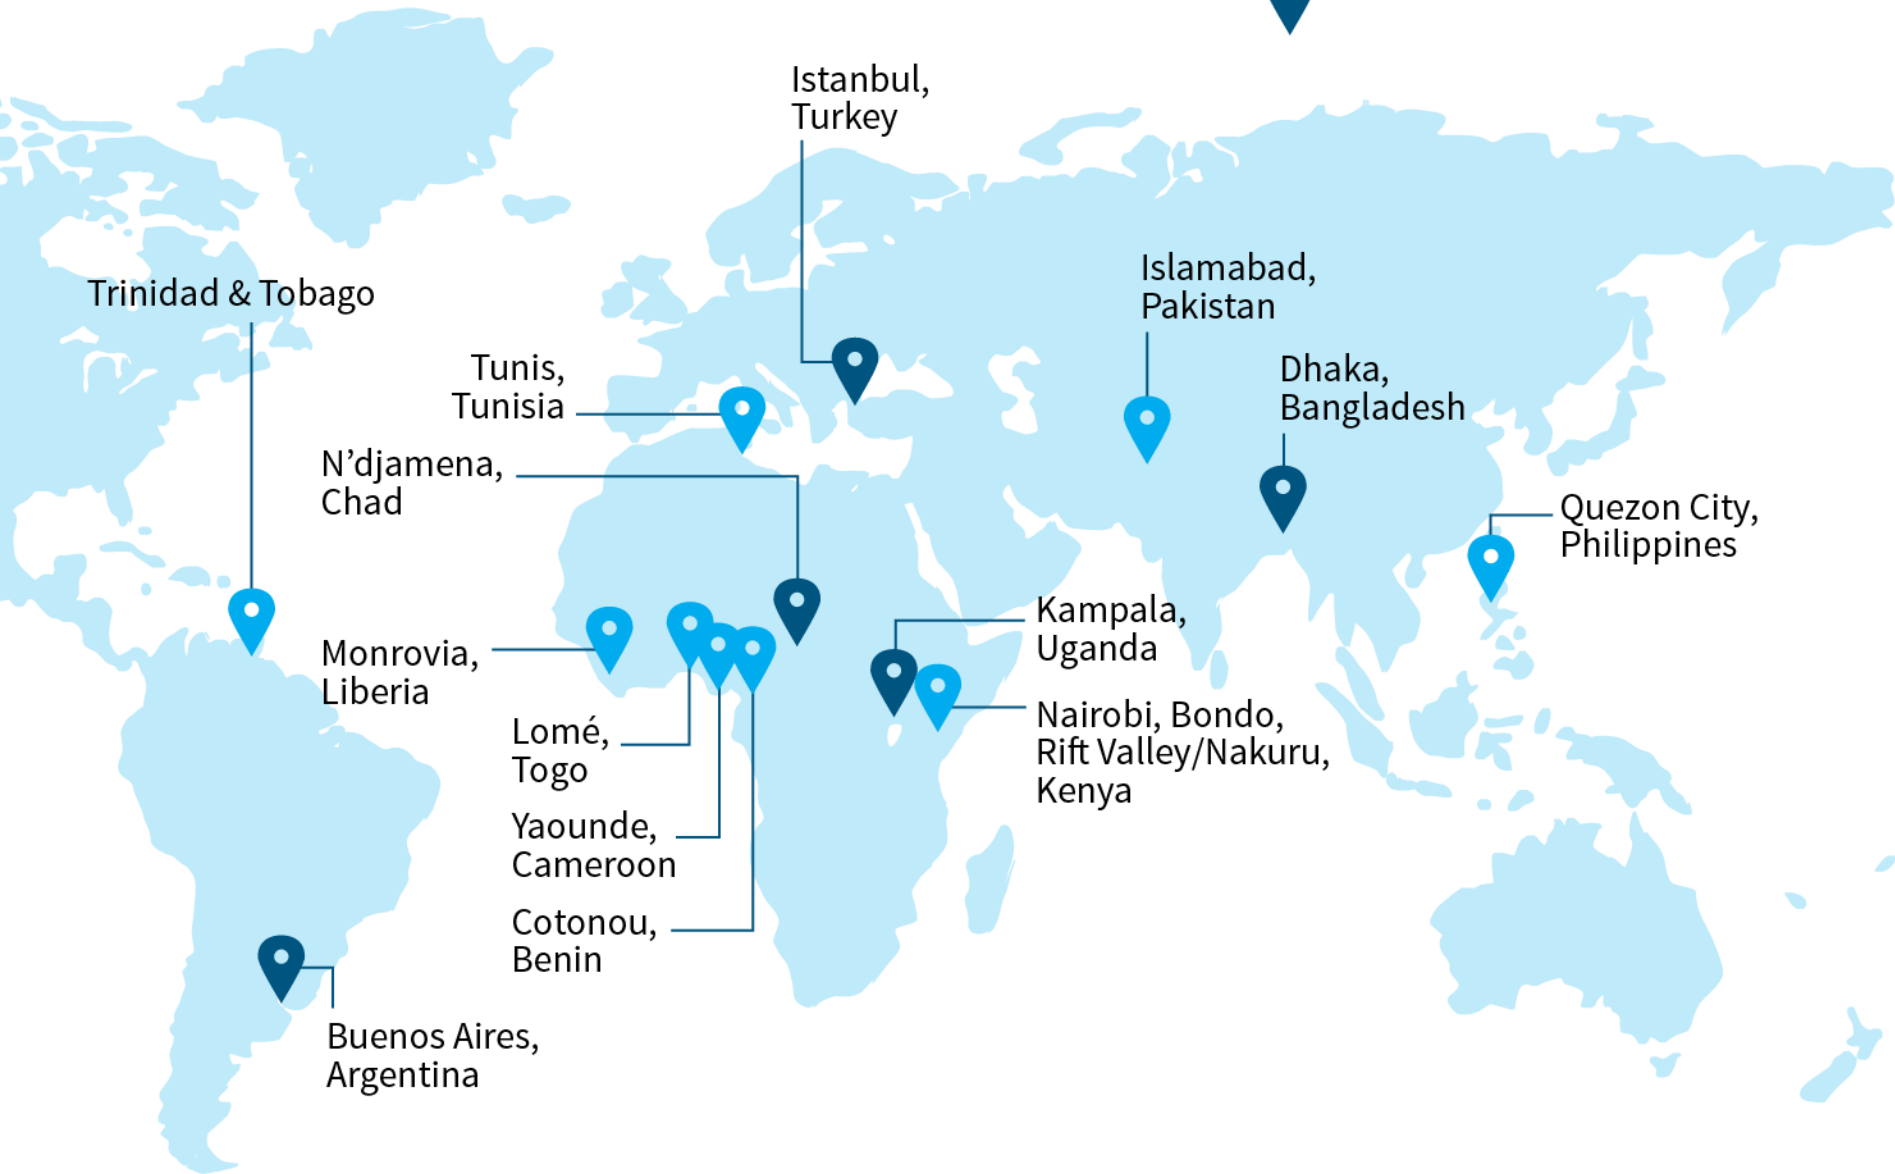 Istanbul,
Turkey
Islamabad,
Pakistan
Trinidad & Tobago
Tunis,
Tunisia
Dhaka,
Bangladesh
N’djamena,
Chad
Quezon City,
Philippines
Kampala,
Uganda
Monrovia,
Liberia
Nairobi, Bondo,
Rift Valley/Nakuru,
Kenya
Lomé,
Togo
Yaounde,
Cameroon
Cotonou,
Benin
Buenos Aires,
Argentina